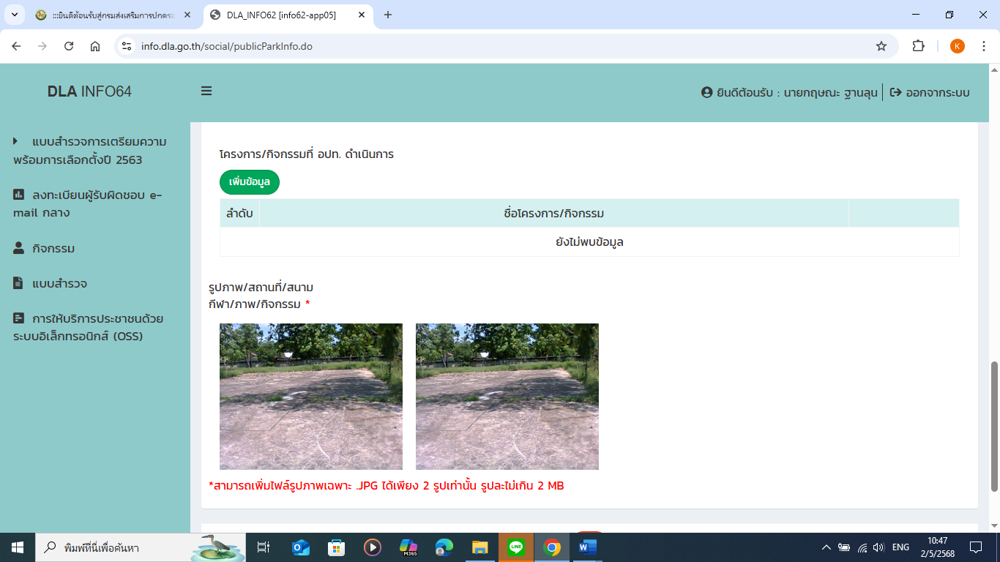 :::ยินดีต้อนรับสู่กรมส่งเสริมการปกครอ
DLA_INFO62 [info62-app05]
info.dla.go.th/social/publicParkInfo.do
K
DLA INFO64
ยินดีต้อนรับ : นายกฤษณะ ฐานลุน
ออกจากระบบ
แบบสำรวจการเตรียมความ
พร้อมการเลือกตั้งปี 2563
ลงทะเบียนผู้รับผิดชอบ e-
mail กลาง
กิจกรรม
แบบสำรวจ
การให้บริการประชาชนด้วย
ระบบอิเล็กทรอนิกส์ (OSS)
โครงการ/กิจกรรมที่ อปท. ดำเนินการ
เพิ่มข้อมูล
ลำดับ ชื่อโครงการ/กิจกรรม
ยังไม่พบข้อมูล
รูปภาพ/สถานที่/สนาม
กีฬา/ภาพ/กิจกรรม *
*สามารถเพิ่มไฟล์รูปภาพเฉพาะ .JPG ได้เพียง 2 รูปเท่านั้น รูปละไม่เกิน 2 MB
พิมพ์ที่นี่เพื่อค้นหา
M365
LINE
ENG
10:47
2/5/2568